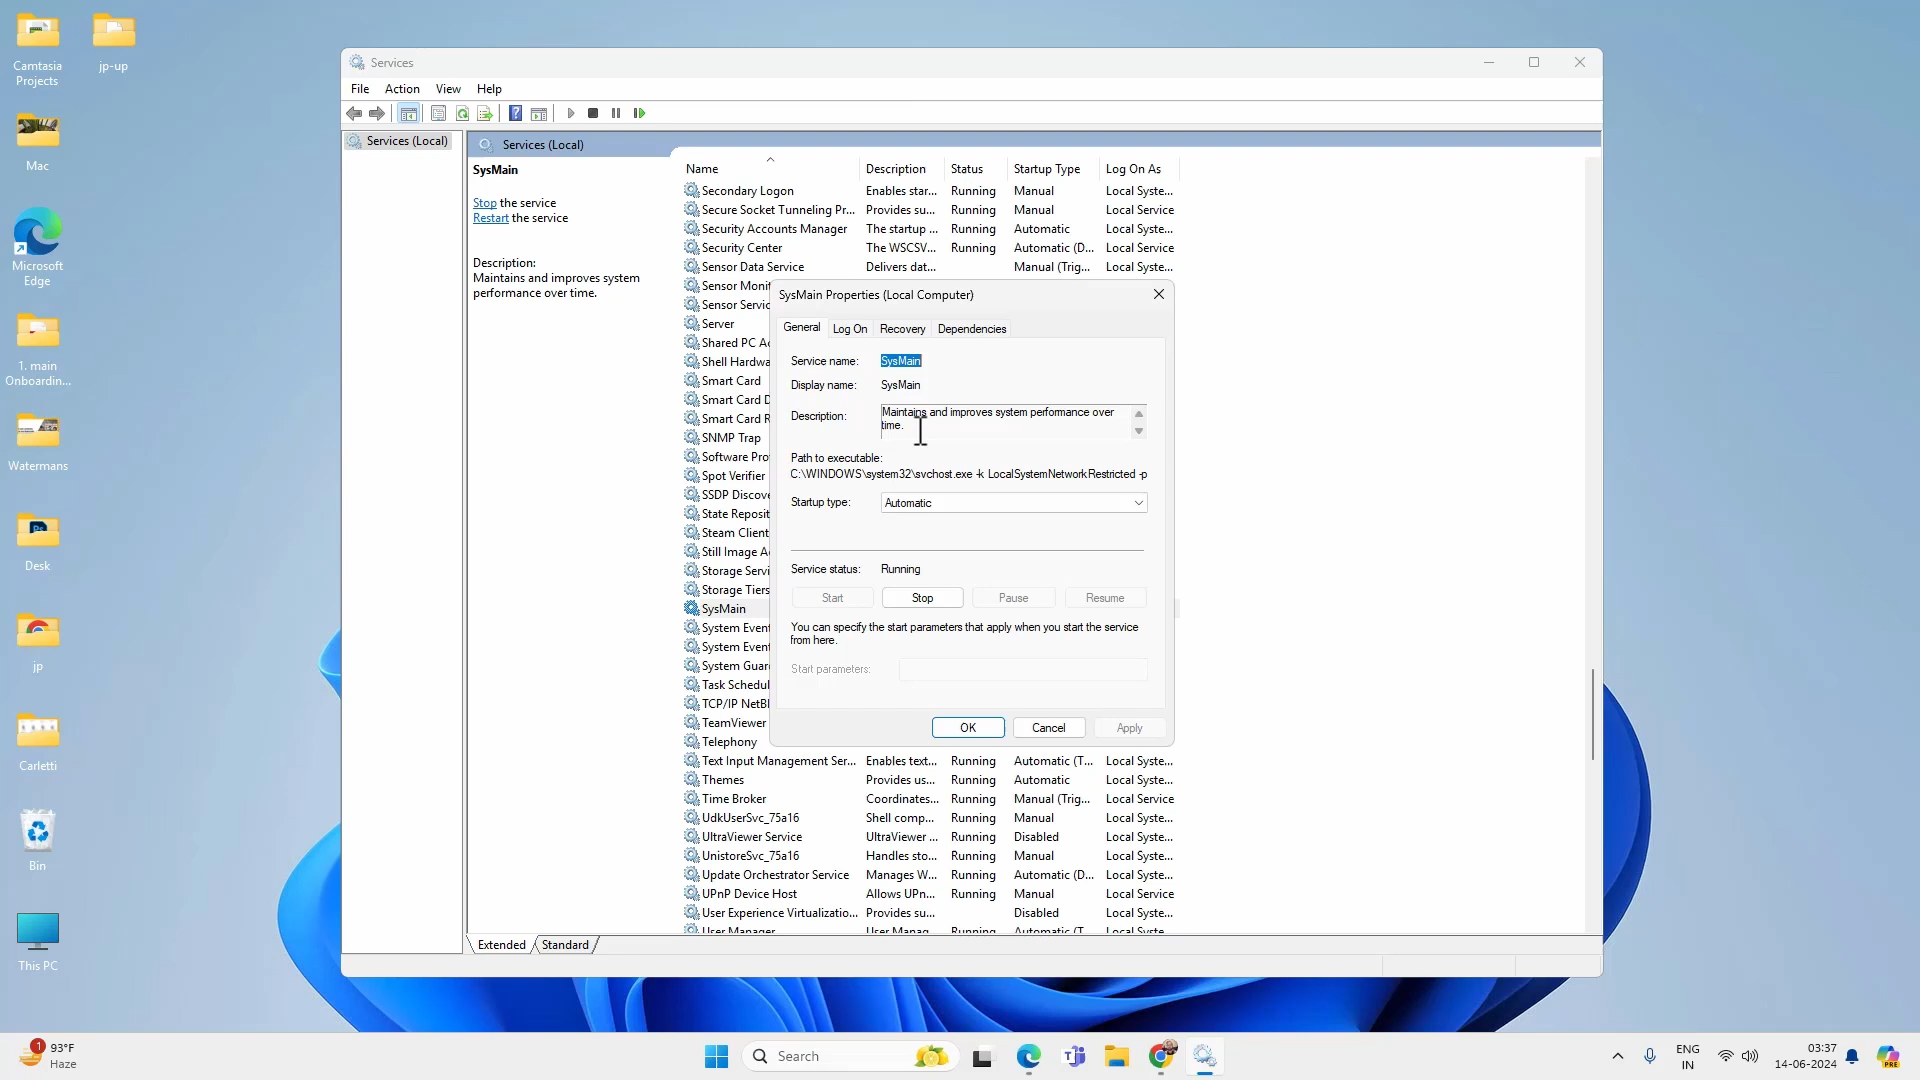 Camtasia
Projects
jp-up
Mac
Microsoft
Edge
1. main
Onboardin...
Watermans
Desk
jp
Carletti
Bin
This PC
Services
File Action View Help
Services (Local)
Services (Local)
SysMain
Stop the service
Restart the service
Description:
Maintains and improves system
performance over time.
Name Description Status Startup Type Log On As
Secondary Logon Enables star... Running Manual Local Syste...
Secure Socket Tunneling Pr... Provides su... Running Manual Local Service
Security Accounts Manager The startup ... Running Automatic Local Syste...
Security Center The WSCSV... Running Automatic (D... Local Service
Sensor Data Service Delivers dat... Manual (Trig... Local Syste...
Sensor Monit
Sensor Servic
Server
Shared PC Ac
Shell Hardwa
Smart Card
Smart Card D
Smart Card R
SNMP Trap
Software Pro
Spot Verifier
SSDP Discove
State Reposit
Steam Client
Still Image A
Storage Servi
Storage Tiers
SysMain
System Event
System Event
System Guar
Task Schedul
TCP/IP NetBI
TeamViewer
Telephony
Text Input Management Ser... Enables text... Running Automatic (T... Local Syste...
Themes Provides us... Running Automatic Local Syste...
Time Broker Coordinates... Running Manual (Trig... Local Service
UdkUserSvc_75a16 Shell comp... Running Manual Local Syste...
UltraViewer Service UltraViewer ... Running Disabled Local Syste...
UnistoreSvc_75a16 Handles sto... Running Manual Local Syste...
Update Orchestrator Service Manages W... Running Automatic (D... Local Syste...
UPnP Device Host Allows UPn... Running Manual Local Service
User Experience Virtualizatio... Provides su... Disabled Local Syste...
User Manager User Manag... Running Automatic (T... Local Syste...
Extended Standard
SysMain Properties (Local Computer)
General Log On Recovery Dependencies
Service name: SysMain
Display name: SysMain
Description: Maintains and improves system performance over
time.
Path to executable:
C:\WINDOWS\system32\svchost.exe -k LocalSystemNetworkRestricted -p
Startup type: Automatic
Service status: Running
Start Stop Pause Resume
You can specify the start parameters that apply when you start the service
from here.
Start parameters:
OK Cancel Apply
1
93°F
Haze
Search
ENG
IN
03:37
14-06-2024
PRE